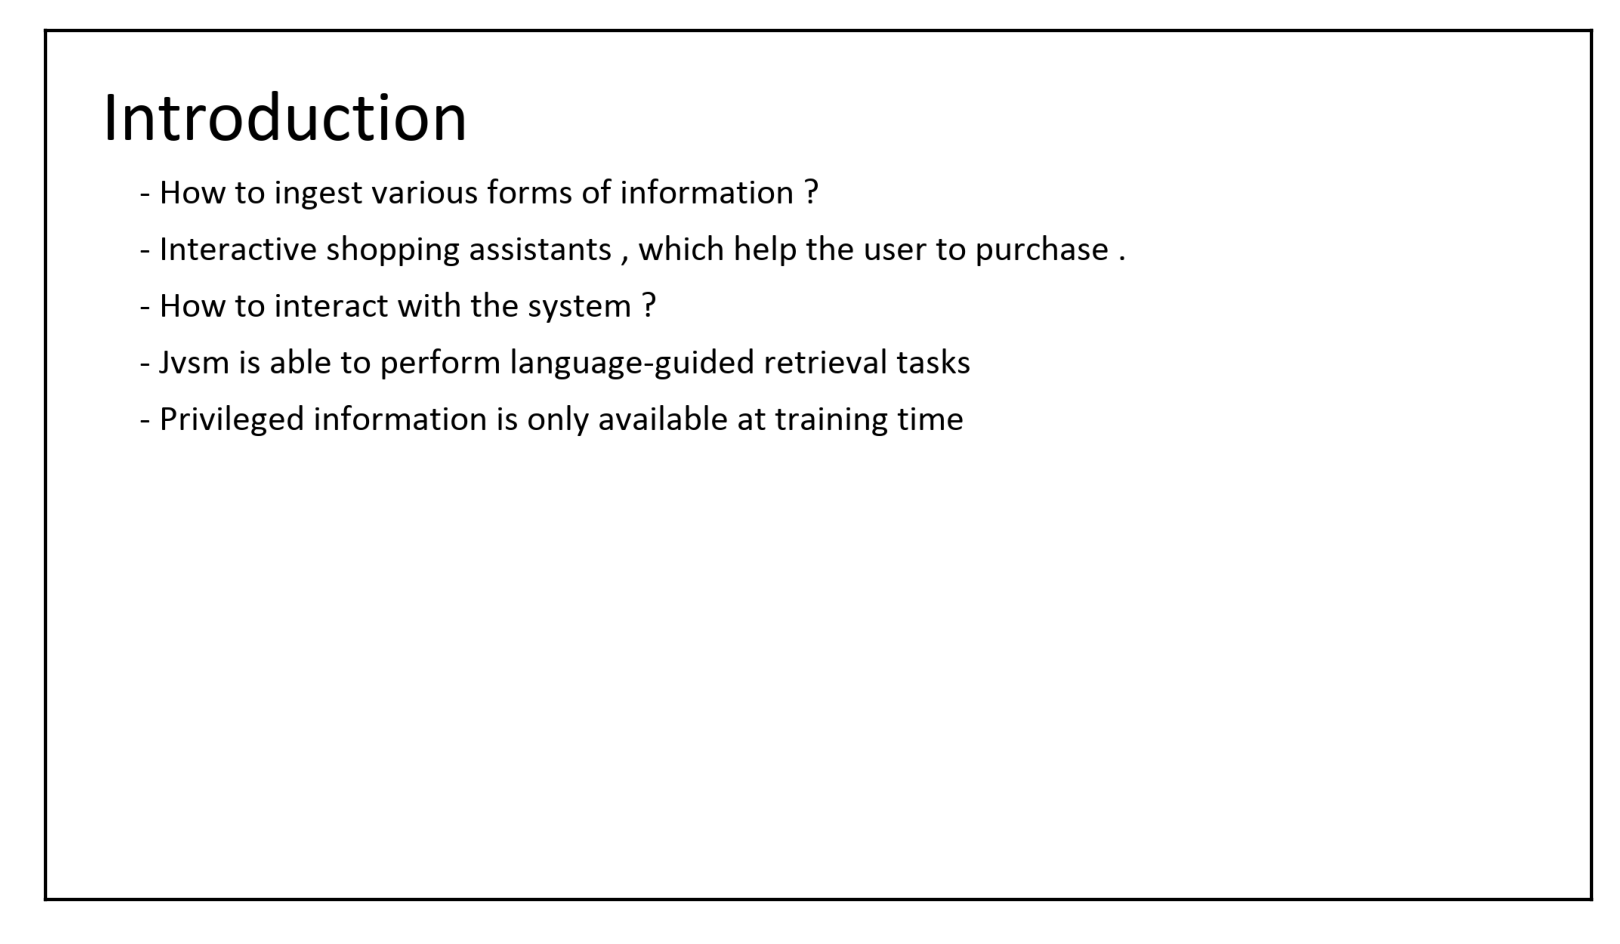 Introduction
- How to ingest various forms of information ?
- Interactive shopping assistants , which help the user to purchase .
- How to interact with the system ?
- Jvsm is able to perform language-guided retrieval tasks
- Privileged information is only available at training time